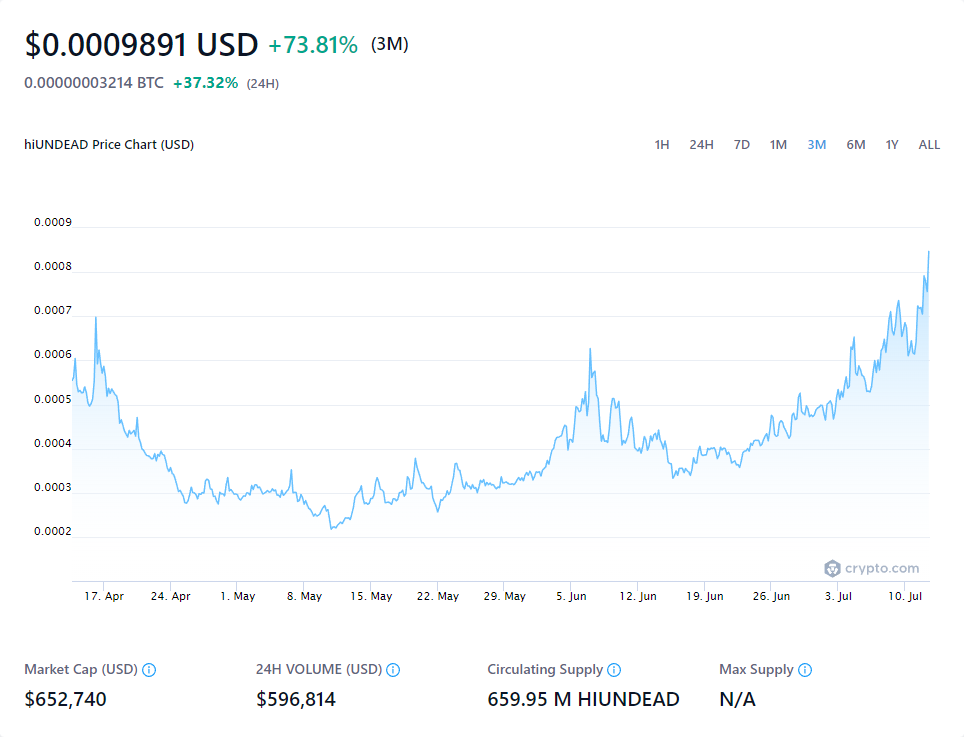 $0.0009891 USD +73.81% (3M)
0.00000003214 BTC +37.32% (24H)
hiUNDEAD Price Chart (USD) 1H 24H 7D 1M 3M 6M 1Y ALL
0.0009
0.0008
0.0007
0.0006
0.0005
0.0004
0.0003
0.0002
crypto.com
17. Apr 24. Apr 1. May 8. May 15. May 22. May 29. May 5. Jun 12. Jun 19. Jun 26. Jun 3. Jul 10. Jul
Market Cap (USD) 24H VOLUME (USD) Circulating Supply Max Supply
$652,740 $596,814 659.95 M HIUNDEAD N/A